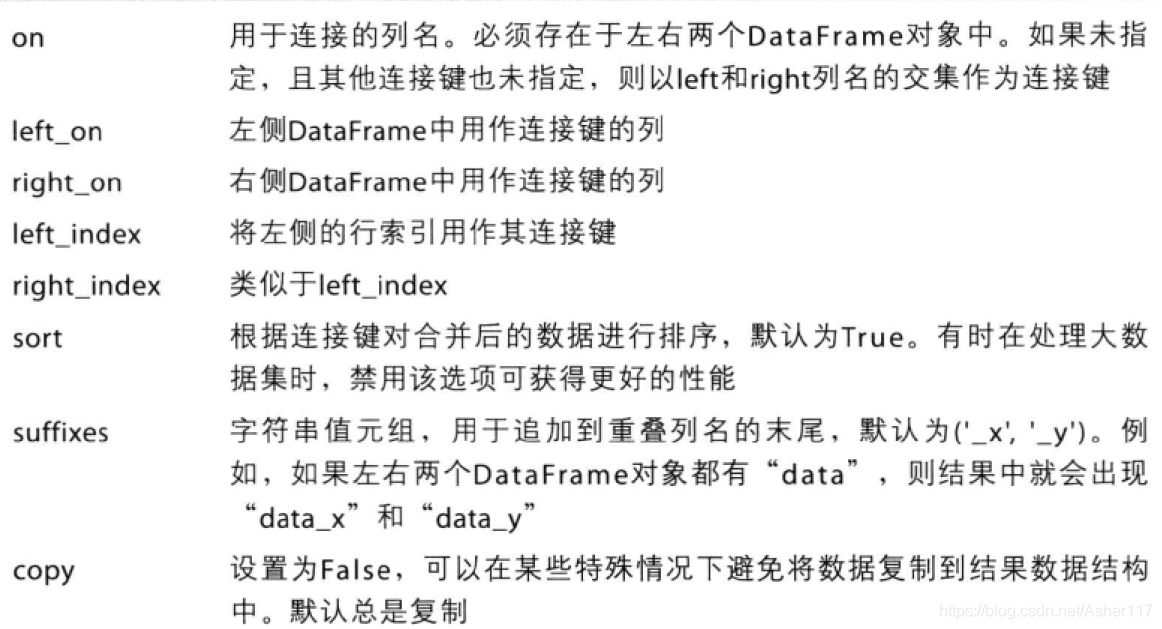 on 用于连接的列名。必须存在于左右两个DataFrame对象中。如果未指
定，且其他连接键也未指定，则以left和right列名的交集作为连接键
left_on 左侧DataFrame中用作连接键的列
right_on 右侧DataFrame中用作连接键的列
left_index 将左侧的行索引用作其连接键
right_index 类似于left_index
sort 根据连接键对合并后的数据进行排序，默认为True。有时在处理大数
据集时，禁用该选项可获得更好的性能
suffixes 字符串值元组，用于追加到重叠列名的末尾，默认为('_x', '_y')。例
如，如果左右两个DataFrame对象都有“data”，则结果中就会出现
“data_x”和“data_y”
copy 设置为False，可以在某些特殊情况下避免将数据复制到结果数据结构
中。默认总是复制
https://blog.csdn.net/Asher117